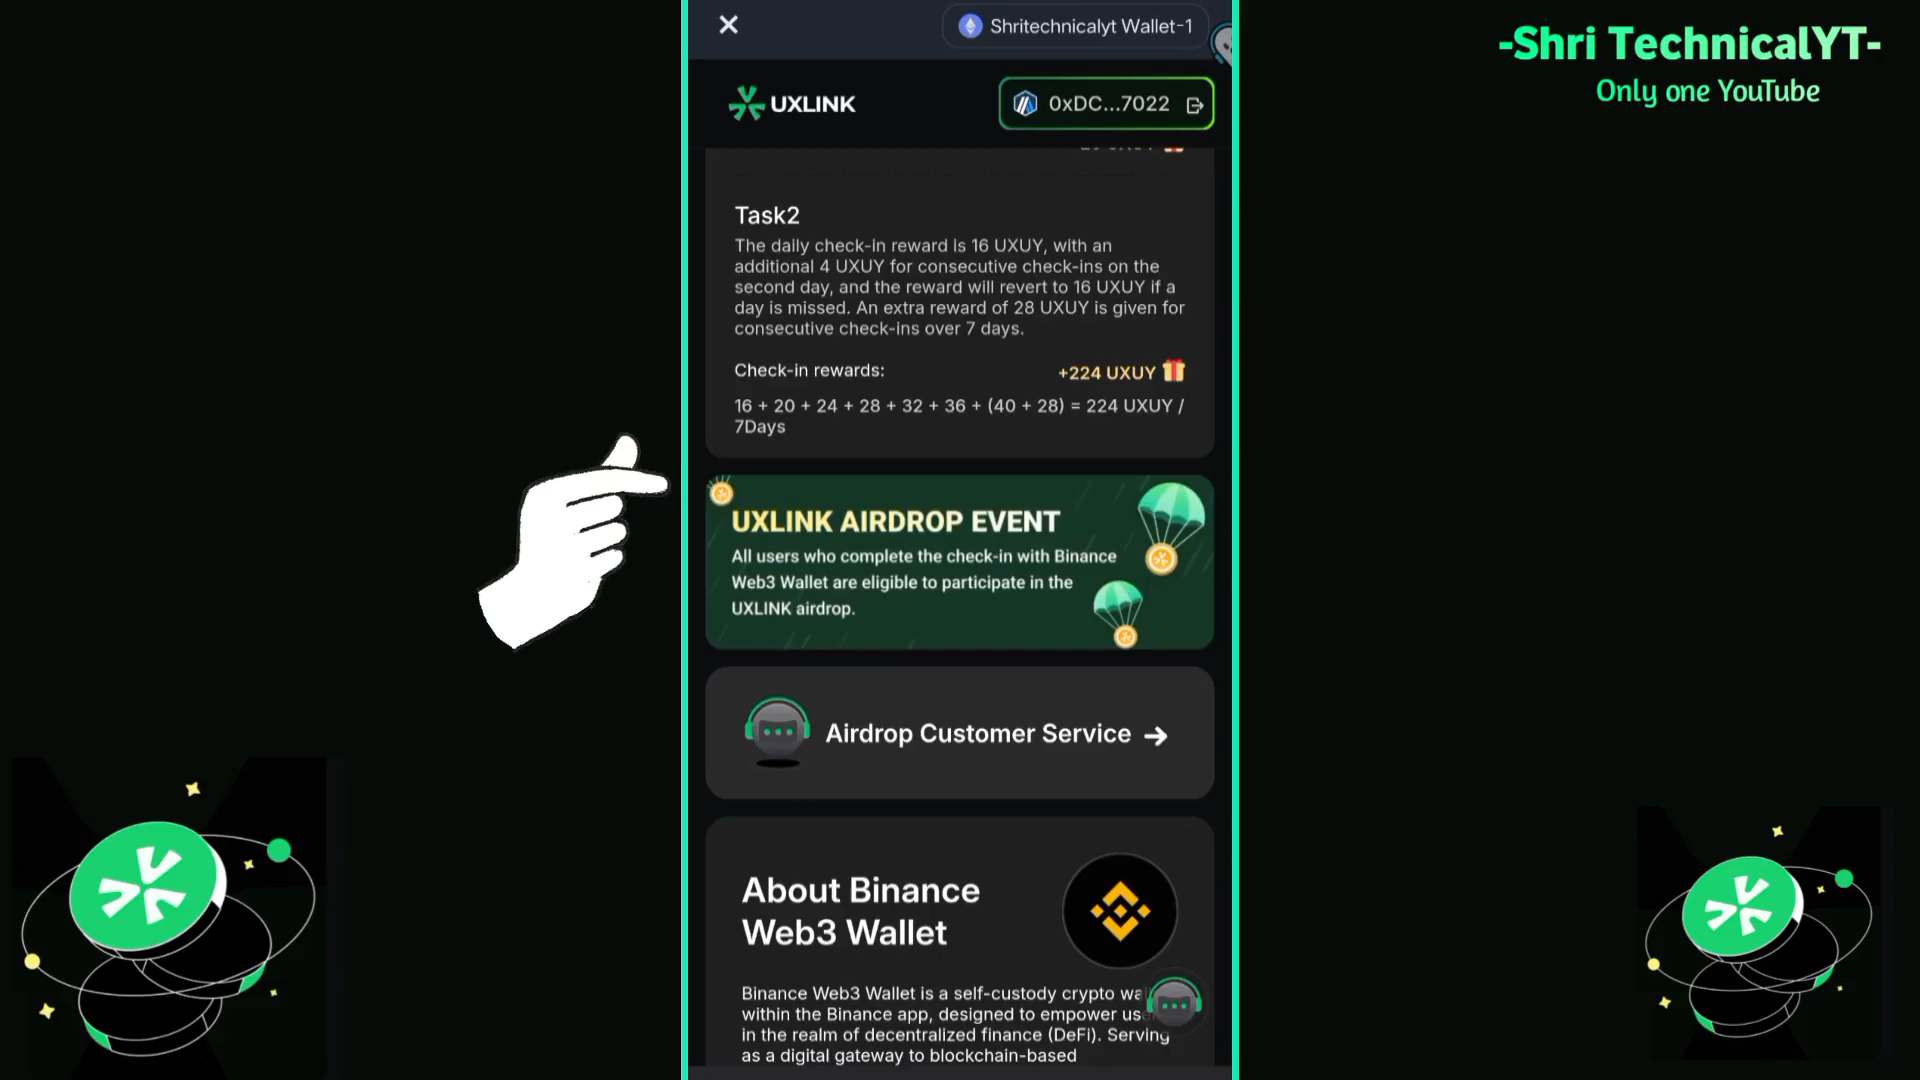 Shritechnicalyt Wallet-1
-Shri TechnicalYT-
Only one YouTube
UXLINK
0xDC...7022
Task2
The daily check-in reward is 16 UXUY, with an
additional 4 UXUY for consecutive check-ins on the
second day, and the reward will revert to 16 UXUY if a
day is missed. An extra reward of 28 UXUY is given for
consecutive check-ins over 7 days.
Check-in rewards:
+224 UXUY
16 + 20 + 24 + 28 + 32 + 36 + (40 + 28) = 224 UXUY /
7Days
UXLINK AIRDROP EVENT
All users who complete the check-in with Binance
Web3 Wallet are eligible to participate in the
UXLINK airdrop.
Airdrop Customer Service →
About Binance
Web3 Wallet
Binance Web3 Wallet is a self-custody crypto
within the Binance app, designed to empower
in the realm of decentralized finance (DeFi). Serving
as a digital gateway to blockchain-based